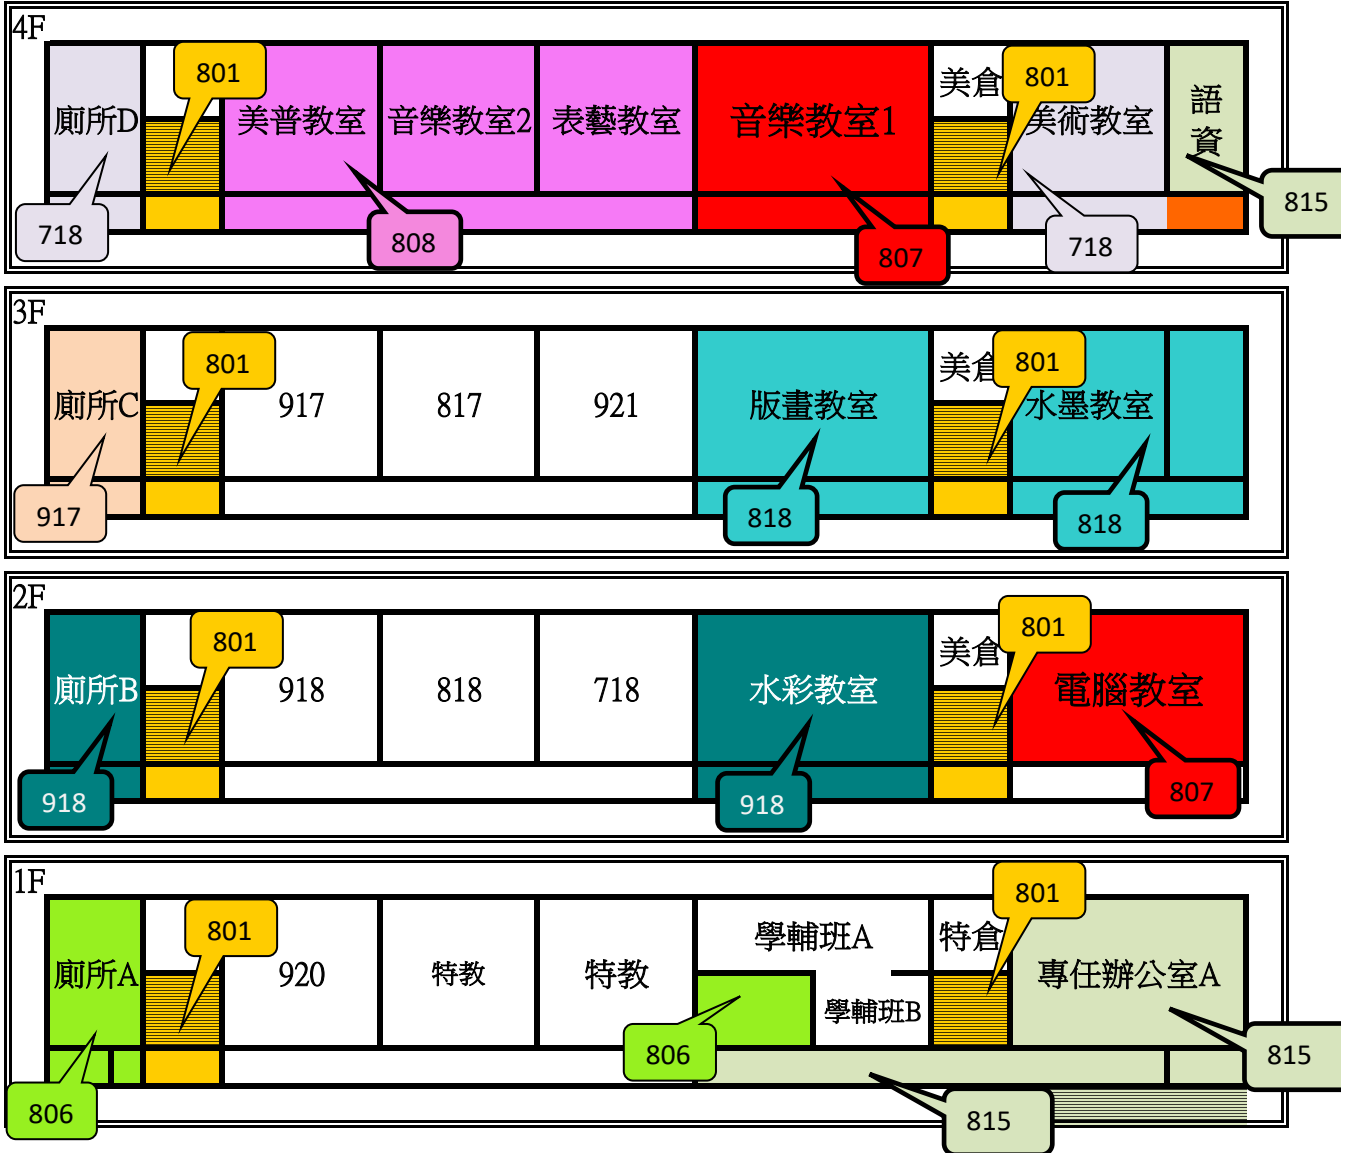 4F
801
801
美倉
廁所D
美普教室
音樂教室2
表藝教室
音樂教室1
美術教室
語
資
815
718
808
807
718
3F
801
美倉
801
廁所C
917
817
921
版畫教室
水墨教室
917
818
818
2F
801
美倉
801
廁所B
918
818
718
水彩教室
電腦教室
918
918
807
1F
801
801
學輔班A
特倉
廁所A
920
特教
特教
學輔班B
專任辦公室A
806
815
806
815